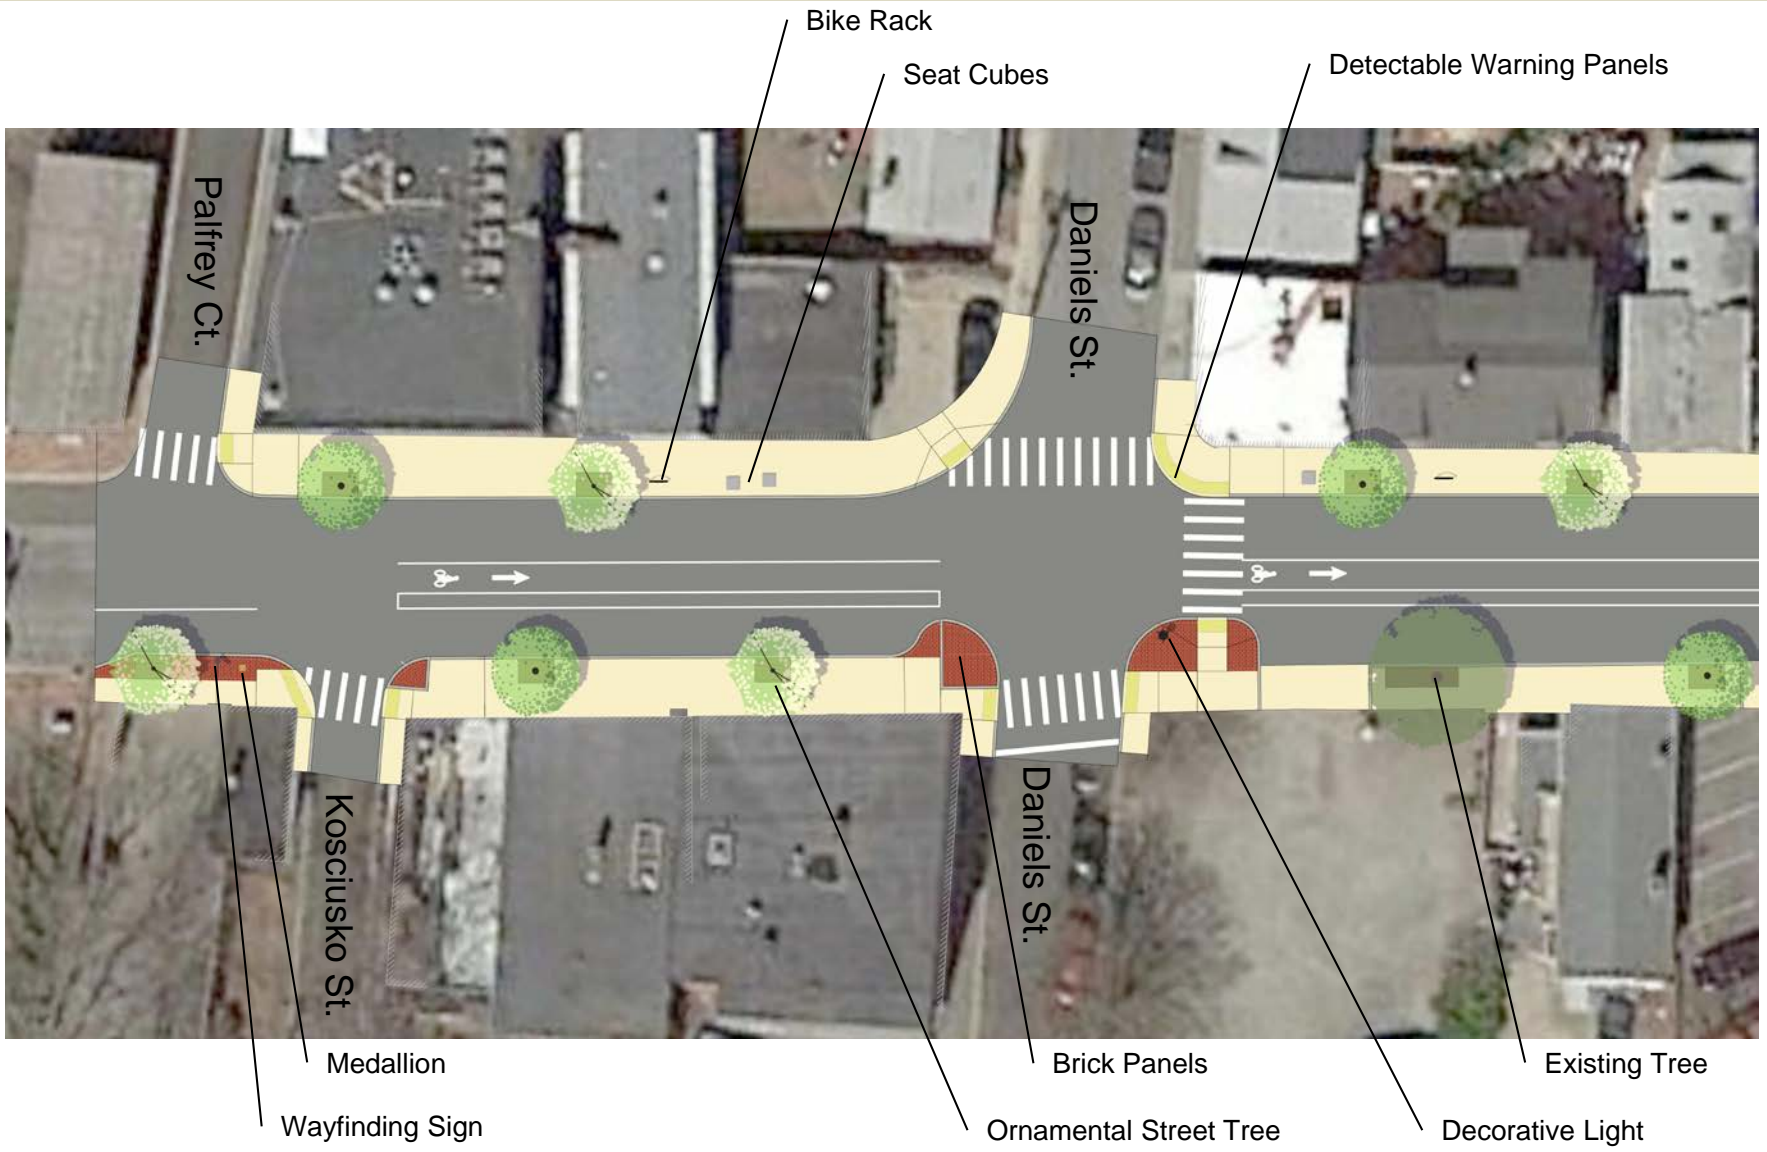 Bike Rack
Seat Cubes
Detectable Warning Panels
Palfrey Ct.
Daniels St.
Kosciusko St.
Daniels St.
Medallion
Brick Panels
Existing Tree
Wayfinding Sign
Ornamental Street Tree
Decorative Light